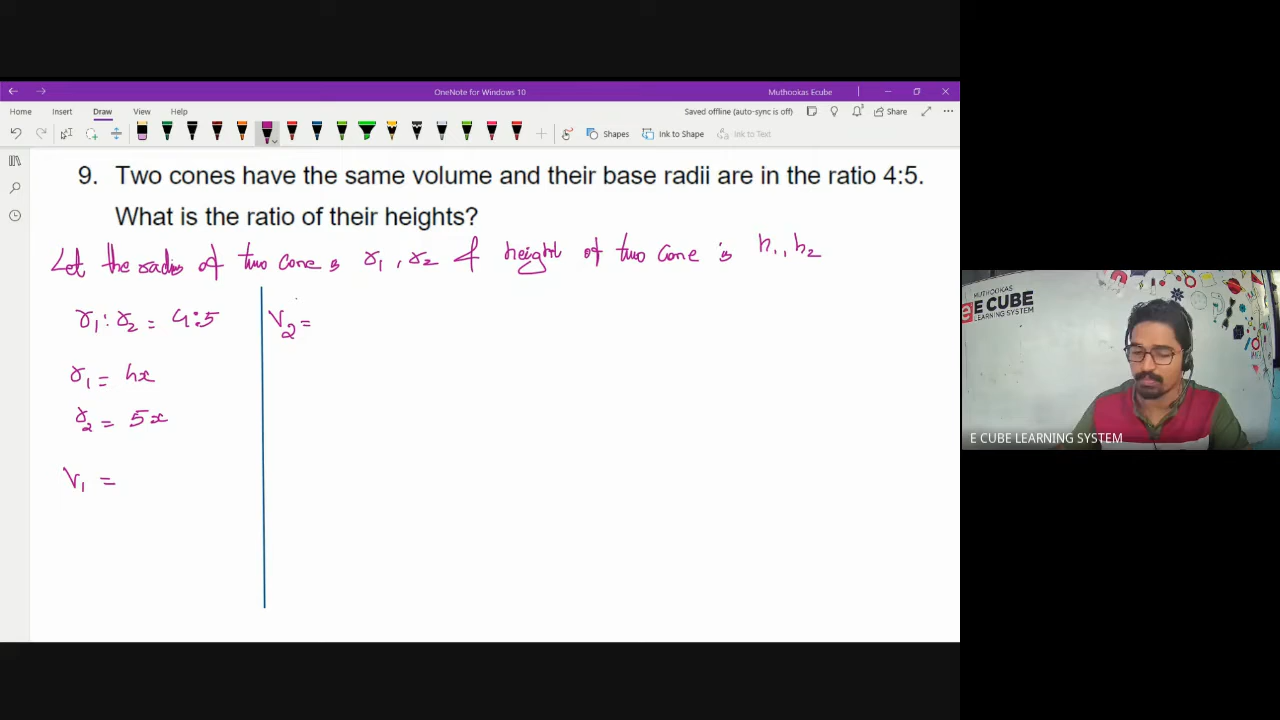 OneNote for Windows 10
Muthookas Ecube
Home Insert Draw View Help
Saved offline (auto-sync is off)
Share
Shapes
Ink to Shape
Ink to Text
9. Two cones have the same volume and their base radii are in the ratio 4:5.
What is the ratio of their heights?
Let the radius of two cone is r1, r2 & height of two cone is h1, h2
r1 : r2 = 4:5
r1 = 4x
r2 = 5x
V1 =
V2 =
MUTHOOKAS
E CUBE
LEARNING SYSTEM
E CUBE LEARNING SYSTEM